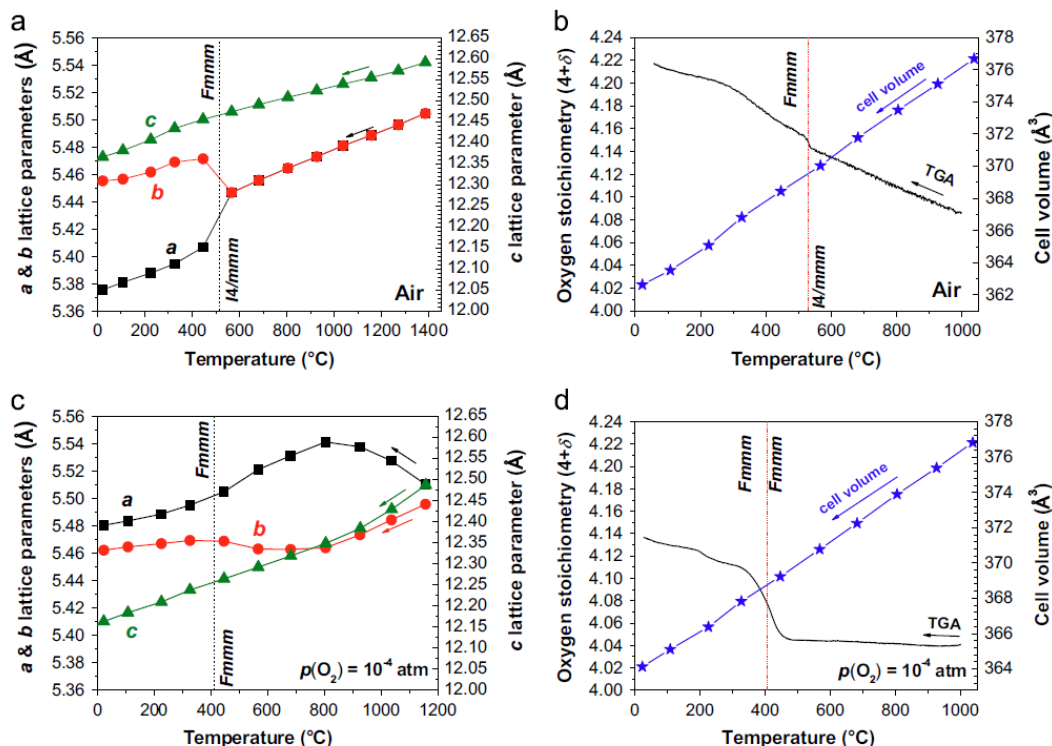 a
5.56
5.54
5.52
5.50
5.48
5.46
5.44
5.42
5.40
5.38
5.36
a & b lattice parameters (Å)
c
b
a
Fmmm
I4/mmm
Air
12.65
12.60
12.55
12.50
12.45
12.40
12.35
12.30
12.25
12.20
12.15
12.10
12.05
12.00
c lattice parameter (Å)
0 200 400 600 800 1000 1200 1400
Temperature (°C)
b
4.24
4.22
4.20
4.18
4.16
4.14
4.12
4.10
4.08
4.06
4.04
4.02
4.00
Oxygen stoichiometry (4+δ)
Fmmm
I4/mmm
cell volume
TGA
Air
378
376
374
372
370
368
366
364
362
Cell volume (Å³)
0 200 400 600 800 1000
Temperature (°C)
c
5.56
5.54
5.52
5.50
5.48
5.46
5.44
5.42
5.40
5.38
5.36
a & b lattice parameters (Å)
Fmmm
Fmmm
a
b
c
p(O₂) = 10⁻⁴ atm
12.65
12.60
12.55
12.50
12.45
12.40
12.35
12.30
12.25
12.20
12.15
12.10
12.05
12.00
c lattice parameter (Å)
0 200 400 600 800 1000 1200
Temperature (°C)
d
4.24
4.22
4.20
4.18
4.16
4.14
4.12
4.10
4.08
4.06
4.04
4.02
4.00
Oxygen stoichiometry (4+δ)
Fmmm
Fmmm
cell volume
TGA
p(O₂) = 10⁻⁴ atm
378
376
374
372
370
368
366
364
Cell volume (Å³)
0 200 400 600 800 1000
Temperature (°C)